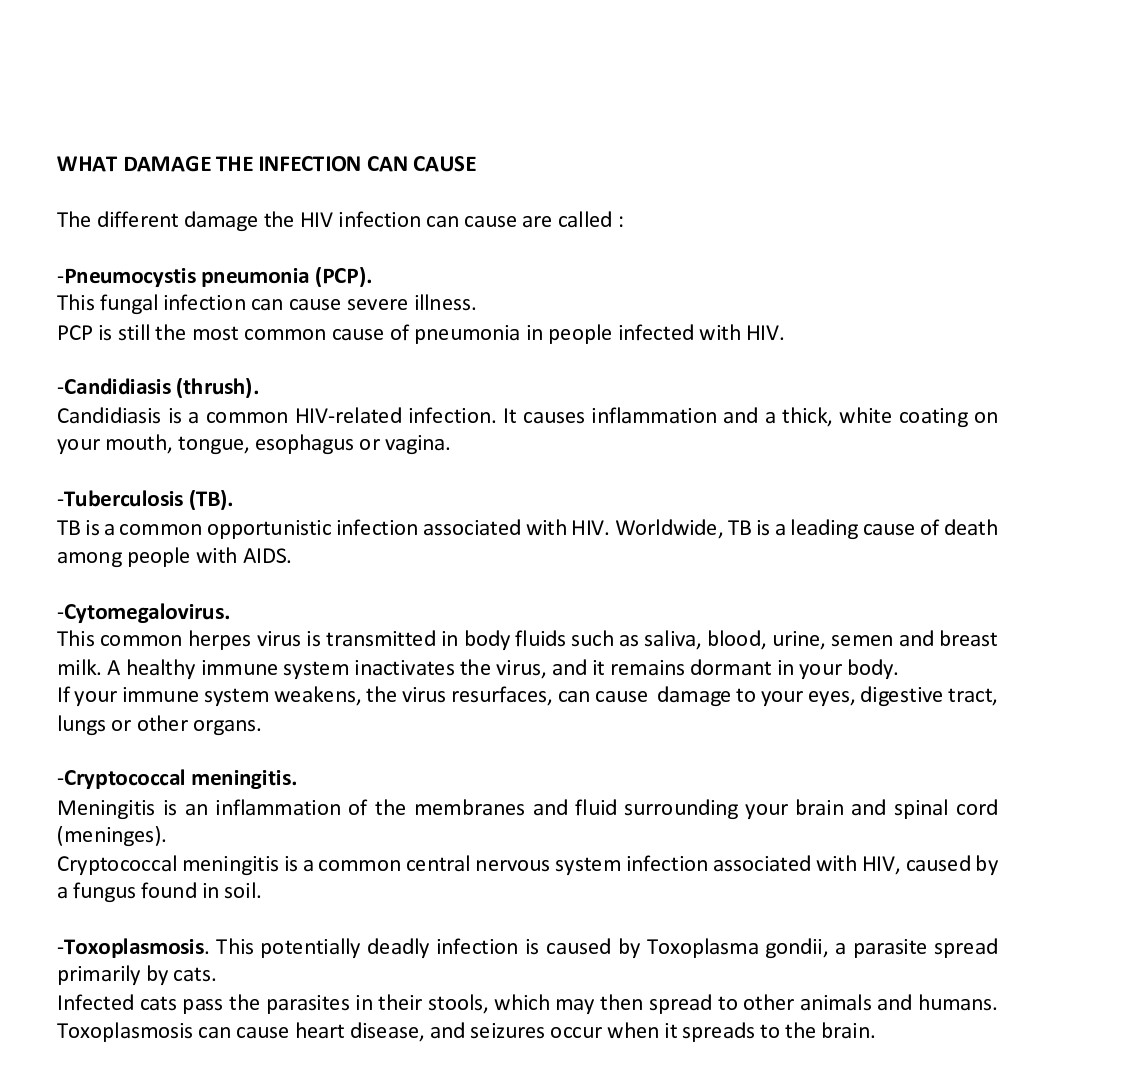 WHAT DAMAGE THE INFECTION CAN CAUSE
The different damage the HIV infection can cause are called :
-Pneumocystis pneumonia (PCP).
This fungal infection can cause severe illness.
PCP is still the most common cause of pneumonia in people infected with HIV.
-Candidiasis (thrush).
Candidiasis is a common HIV-related infection. It causes inflammation and a thick, white coating on
your mouth, tongue, esophagus or vagina.
-Tuberculosis (TB).
TB is a common opportunistic infection associated with HIV. Worldwide, TB is a leading cause of death
among people with AIDS.
-Cytomegalovirus.
This common herpes virus is transmitted in body fluids such as saliva, blood, urine, semen and breast
milk. A healthy immune system inactivates the virus, and it remains dormant in your body.
If your immune system weakens, the virus resurfaces, can cause  damage to your eyes, digestive tract,
lungs or other organs.
-Cryptococcal meningitis.
Meningitis is an inflammation of the membranes and fluid surrounding your brain and spinal cord
(meninges).
Cryptococcal meningitis is a common central nervous system infection associated with HIV, caused by
a fungus found in soil.
-Toxoplasmosis. This potentially deadly infection is caused by Toxoplasma gondii, a parasite spread
primarily by cats.
Infected cats pass the parasites in their stools, which may then spread to other animals and humans.
Toxoplasmosis can cause heart disease, and seizures occur when it spreads to the brain.